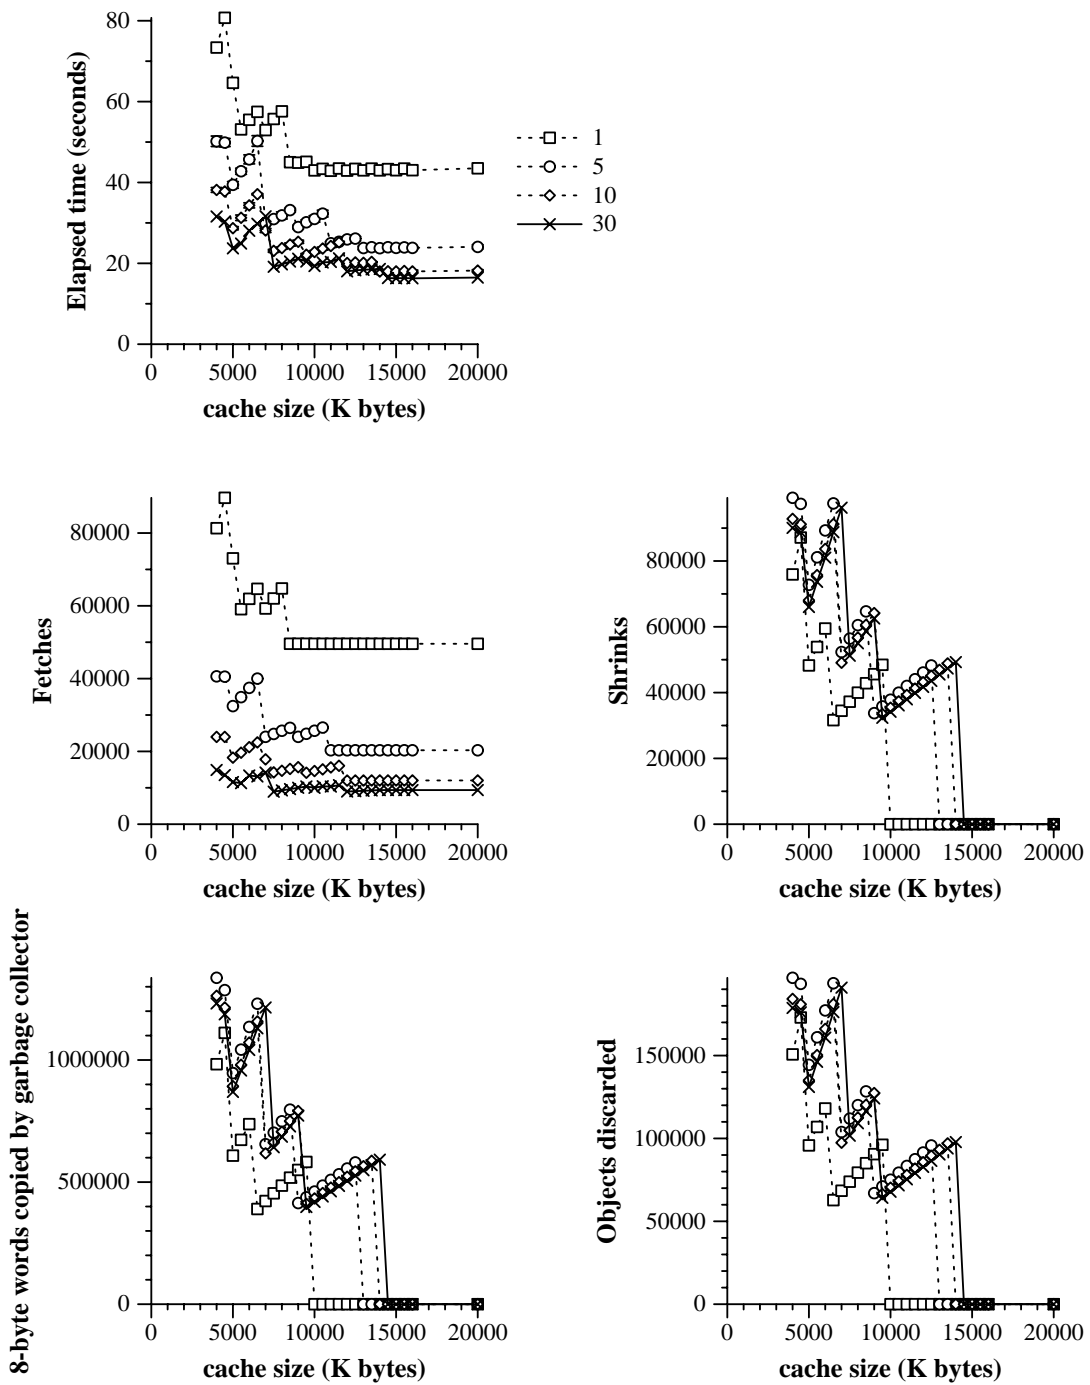 80
60
40
20
0
Elapsed time (seconds)
0 5000 10000 15000 20000
cache size (K bytes)
1
5
10
30
80000
60000
40000
20000
0
Fetches
0 5000 10000 15000 20000
cache size (K bytes)
80000
60000
40000
20000
0
Shrinks
0 5000 10000 15000 20000
cache size (K bytes)
1000000
500000
0
8-byte words copied by garbage collector
0 5000 10000 15000 20000
cache size (K bytes)
150000
100000
50000
0
Objects discarded
0 5000 10000 15000 20000
cache size (K bytes)